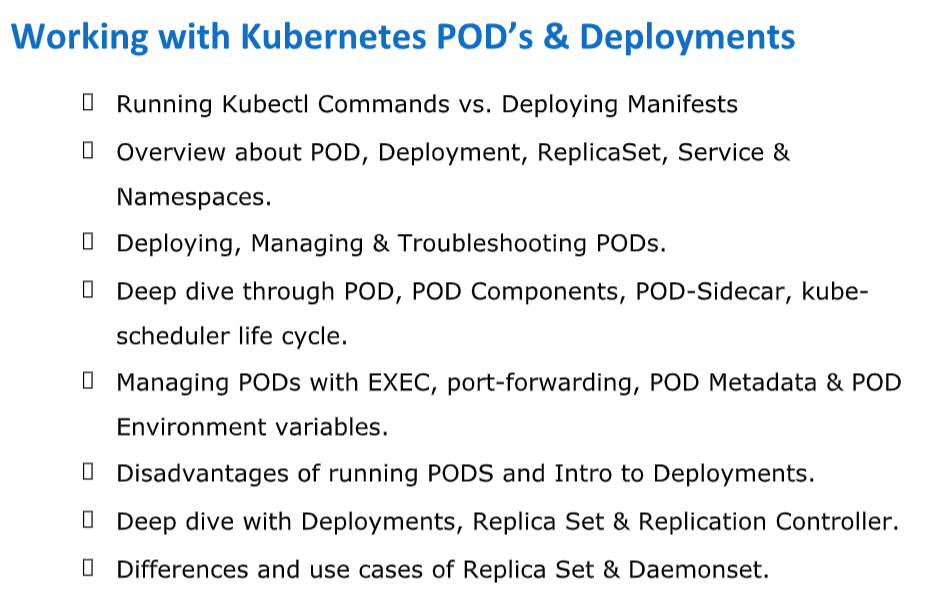 Working with Kubernetes POD’s & Deployments
▯ Running Kubectl Commands vs. Deploying Manifests
▯ Overview about POD, Deployment, ReplicaSet, Service &
Namespaces.
▯ Deploying, Managing & Troubleshooting PODs.
▯ Deep dive through POD, POD Components, POD-Sidecar, kube-
scheduler life cycle.
▯ Managing PODs with EXEC, port-forwarding, POD Metadata & POD
Environment variables.
▯ Disadvantages of running PODS and Intro to Deployments.
▯ Deep dive with Deployments, Replica Set & Replication Controller.
▯ Differences and use cases of Replica Set & Daemonset.